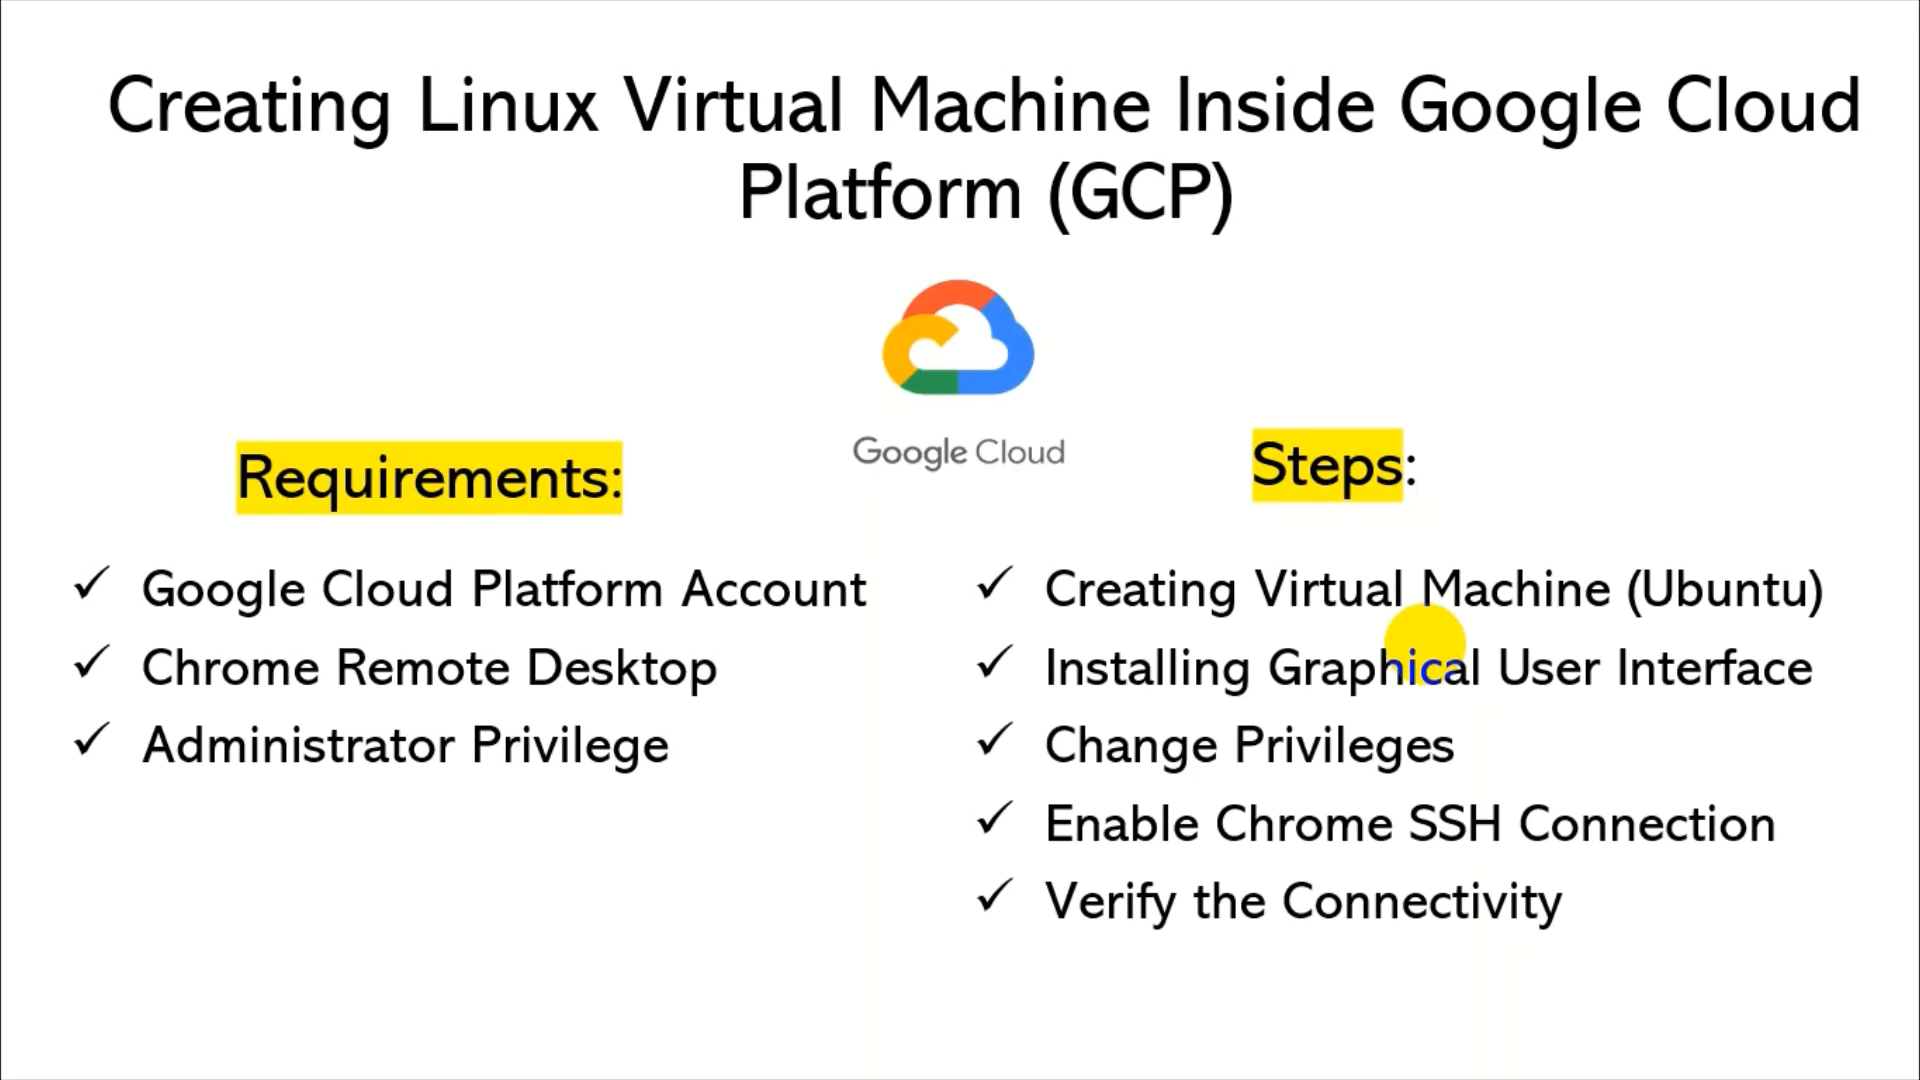 Creating Linux Virtual Machine Inside Google Cloud
Platform (GCP)
Google Cloud
Requirements:
✓ Google Cloud Platform Account
✓ Chrome Remote Desktop
✓ Administrator Privilege
Steps:
✓ Creating Virtual Machine (Ubuntu)
✓ Installing Graphical User Interface
✓ Change Privileges
✓ Enable Chrome SSH Connection
✓ Verify the Connectivity